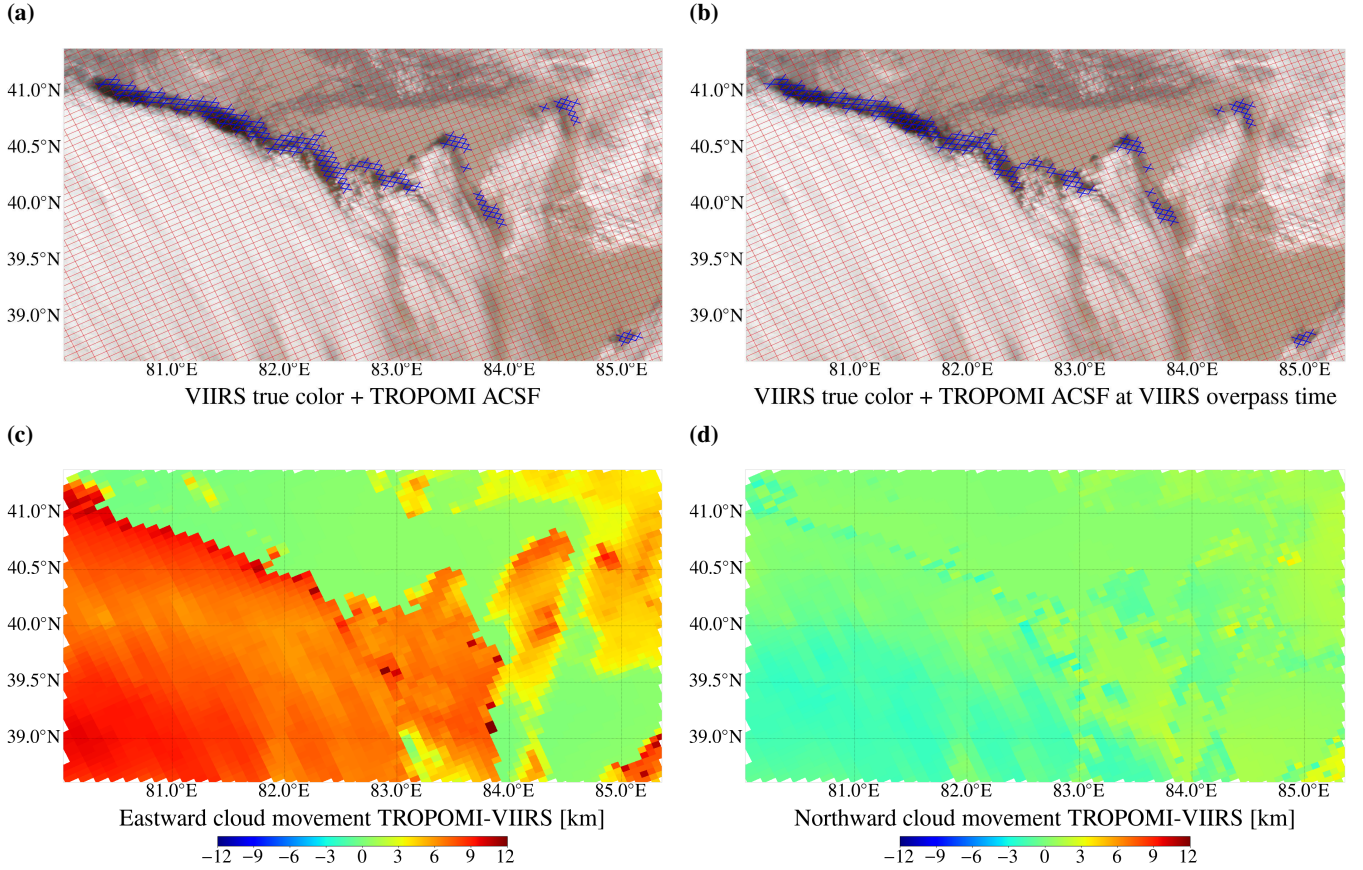 (a)
(b)
41.0°N
40.5°N
40.0°N
39.5°N
39.0°N
81.0°E 82.0°E 83.0°E 84.0°E 85.0°E
VIIRS true color + TROPOMI ACSF
41.0°N
40.5°N
40.0°N
39.5°N
39.0°N
81.0°E 82.0°E 83.0°E 84.0°E 85.0°E
VIIRS true color + TROPOMI ACSF at VIIRS overpass time
(c)
(d)
41.0°N
40.5°N
40.0°N
39.5°N
39.0°N
81.0°E 82.0°E 83.0°E 84.0°E 85.0°E
Eastward cloud movement TROPOMI-VIIRS [km]
−12 −9 −6 −3 0 3 6 9 12
41.0°N
40.5°N
40.0°N
39.5°N
39.0°N
81.0°E 82.0°E 83.0°E 84.0°E 85.0°E
Northward cloud movement TROPOMI-VIIRS [km]
−12 −9 −6 −3 0 3 6 9 12